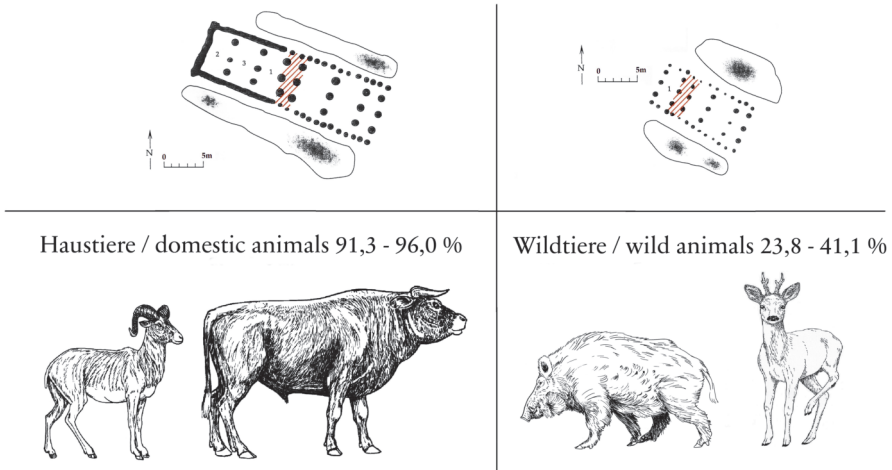 2
3
1
N
0
5m
1
N
0
5m
Haustiere / domestic animals 91,3 - 96,0 %
Wildtiere / wild animals 23,8 - 41,1 %